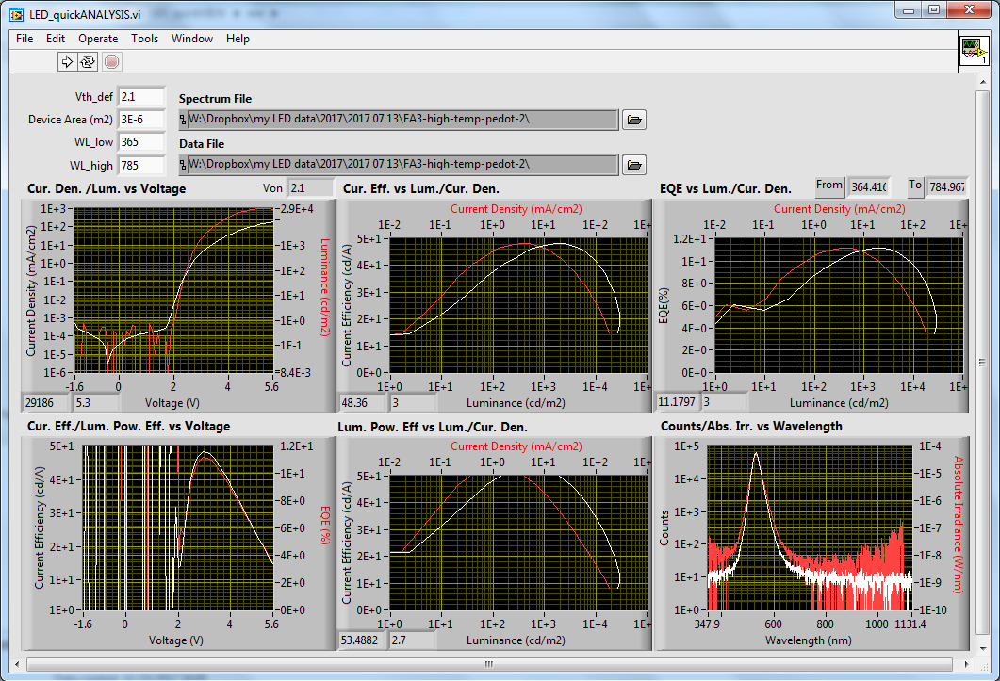 LED_quickANALYSIS.vi
File Edit Operate Tools Window Help
1
Vth_def 2.1
Spectrum File
Device Area (m2) 3E-6
W:\Dropbox\my LED data\2017\2017 07 13\FA3-high-temp-pedot-2\
WL_low 365
Data File
WL_high 785
W:\Dropbox\my LED data\2017\2017 07 13\FA3-high-temp-pedot-2\
Cur. Den. /Lum. vs Voltage
Von 2.1
1E+3
1E+2
1E+1
1E+0
1E-1
1E-2
1E-3
1E-4
1E-5
1E-6
Current Density (mA/cm2)
2.9E+4
1E+3
1E+2
1E+1
1E+0
1E-1
8.4E-3
Luminance (cd/m2)
-1.6 0 2 4 5.6
29186 5.3 Voltage (V)
Cur. Eff. vs Lum./Cur. Den.
Current Density (mA/cm2)
1E-2 1E-1 1E+0 1E+1 1E+2 1E+
5E+1
4E+1
3E+1
2E+1
1E+1
0E+0
Current Efficiency (cd/A)
1E+0 1E+1 1E+2 1E+3 1E+4 1E+
48.36 3 Luminance (cd/m2)
EQE vs Lum./Cur. Den.
From 364.416 To 784.967
Current Density (mA/cm2)
1E-2 1E-1 1E+0 1E+1 1E+2 1E+
1.2E+1
1E+1
8E+0
6E+0
4E+0
2E+0
0E+0
EQE(%)
1E+0 1E+1 1E+2 1E+3 1E+4 1E+
11.1797 3 Luminance (cd/m2)
Cur. Eff./Lum. Pow. Eff. vs Voltage
5E+1
4E+1
3E+1
2E+1
1E+1
1E+0
Current Efficiency (cd/A)
1.2E+1
1E+1
8E+0
6E+0
4E+0
2E+0
0E+0
EQE (%)
-1.6 0 2 4 5.6
Voltage (V)
Lum. Pow. Eff vs Lum./Cur. Den.
Current Density (mA/cm2)
1E-2 1E-1 1E+0 1E+1 1E+2 1E+
5E+1
4E+1
3E+1
2E+1
1E+1
0E+0
Current Efficiency (cd/A)
1E+0 1E+1 1E+2 1E+3 1E+4 1E+
53.4882 2.7 Luminance (cd/m2)
Counts/Abs. Irr. vs Wavelength
1E+5
1E+4
1E+3
1E+2
1E+1
1E+0
Counts
1E-4
1E-5
1E-6
1E-7
1E-8
1E-9
1E-10
Absolute Irradiance (W/nm)
347.9 600 800 1000 1131.4
Wavelength (nm)